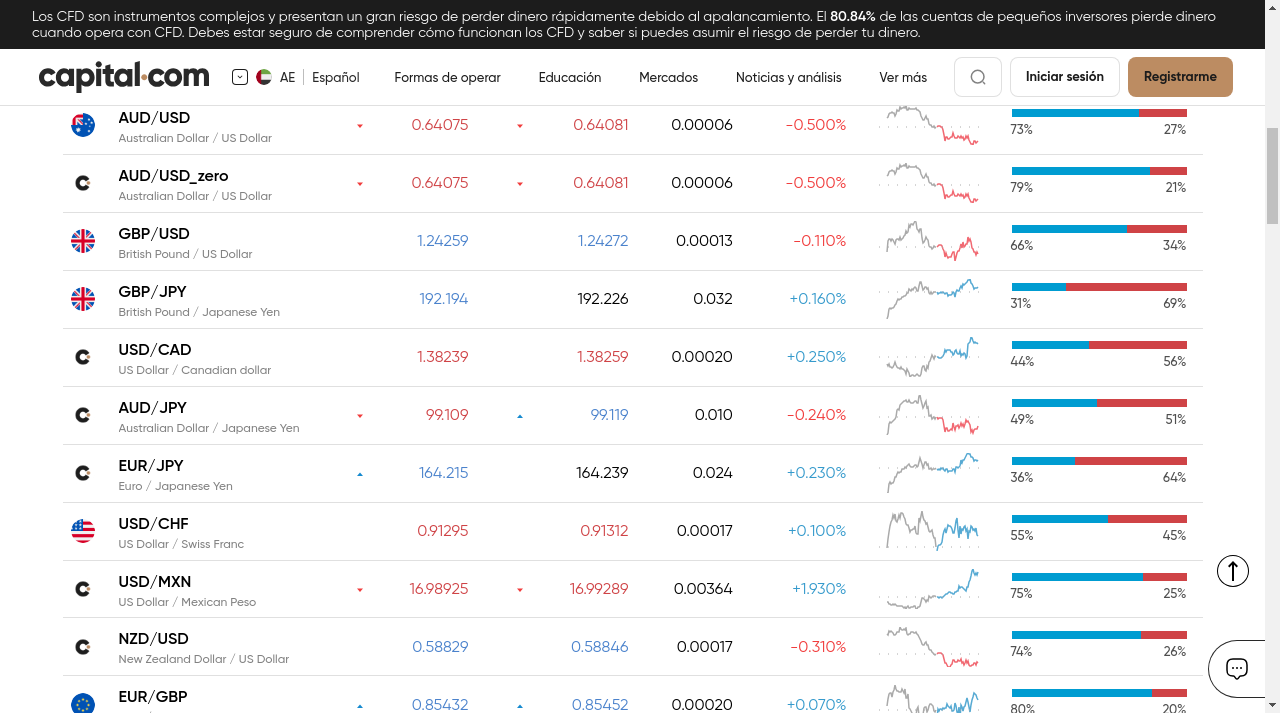 Los CFD son instrumentos complejos y presentan un gran riesgo de perder dinero rápidamente debido al apalancamiento. El 80.84% de las cuentas de pequeños inversores pierde dinero
cuando opera con CFD. Debes estar seguro de comprender cómo funcionan los CFD y saber si puedes asumir el riesgo de perder tu dinero.
capital.com AE Español Formas de operar Educación Mercados Noticias y análisis Ver más Iniciar sesión Registrarme
AUD/USD 0.64075 0.64081 0.00006 -0.500%
Australian Dollar / US Dollar 73% 27%
AUD/USD_zero 0.64075 0.64081 0.00006 -0.500%
Australian Dollar / US Dollar 79% 21%
GBP/USD 1.24259 1.24272 0.00013 -0.110%
British Pound / US Dollar 66% 34%
GBP/JPY 192.194 192.226 0.032 +0.160%
British Pound / Japanese Yen 31% 69%
USD/CAD 1.38239 1.38259 0.00020 +0.250%
US Dollar / Canadian dollar 44% 56%
AUD/JPY 99.109 99.119 0.010 -0.240%
Australian Dollar / Japanese Yen 49% 51%
EUR/JPY 164.215 164.239 0.024 +0.230%
Euro / Japanese Yen 36% 64%
USD/CHF 0.91295 0.91312 0.00017 +0.100%
US Dollar / Swiss Franc 55% 45%
USD/MXN 16.98925 16.99289 0.00364 +1.930%
US Dollar / Mexican Peso 75% 25%
NZD/USD 0.58829 0.58846 0.00017 -0.310%
New Zealand Dollar / US Dollar 74% 26%
EUR/GBP 0.85432 0.85452 0.00020 +0.070%
80% 20%